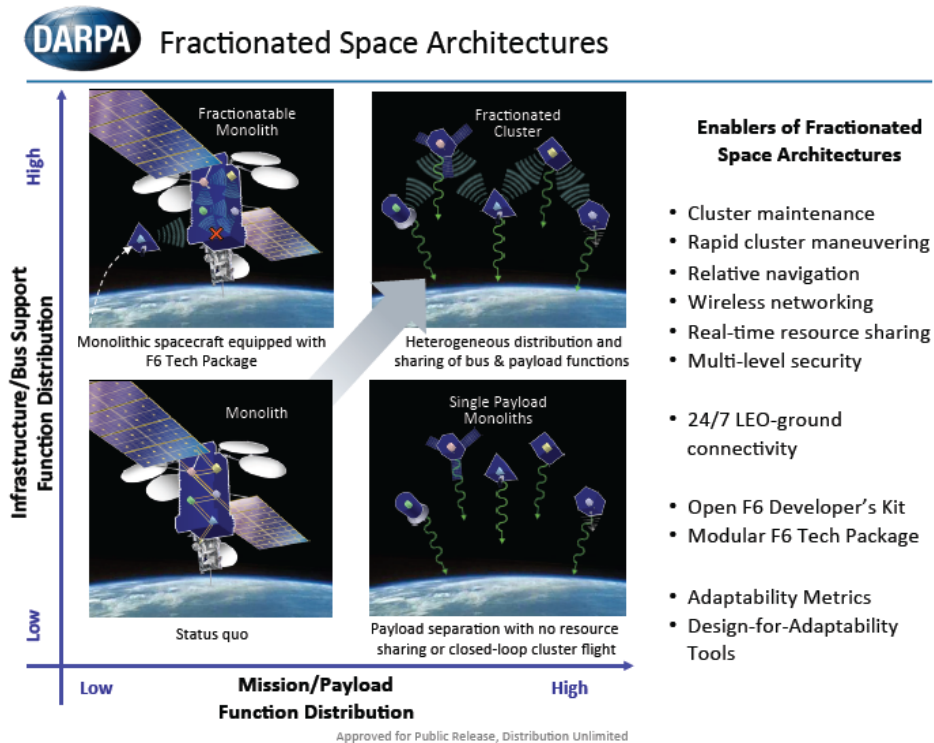 DARPA
Fractionated Space Architectures
Infrastructure/Bus Support
Function Distribution
High
Low
Fractionatable
Monolith
Monolithic spacecraft equipped with
F6 Tech Package
Fractionated
Cluster
Heterogeneous distribution and
sharing of bus & payload functions
Monolith
Status quo
Single Payload
Monoliths
Payload separation with no resource
sharing or closed-loop cluster flight
Low
Mission/Payload
Function Distribution
High
Enablers of Fractionated
Space Architectures
• Cluster maintenance
• Rapid cluster maneuvering
• Relative navigation
• Wireless networking
• Real-time resource sharing
• Multi-level security
• 24/7 LEO-ground
connectivity
• Open F6 Developer's Kit
• Modular F6 Tech Package
• Adaptability Metrics
• Design-for-Adaptability
Tools
Approved for Public Release, Distribution Unlimited